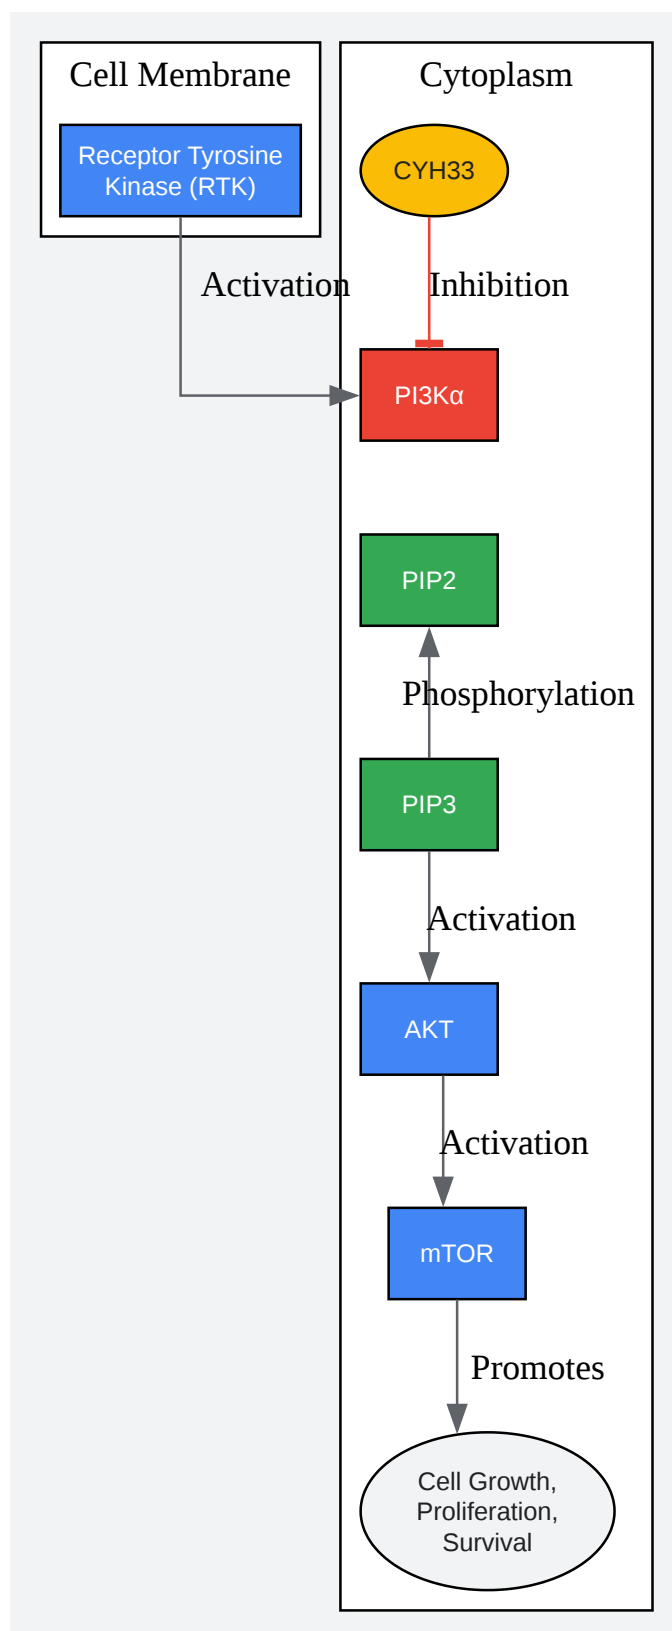 Cell Membrane
Receptor Tyrosine
Kinase (RTK)
Cytoplasm
CYH33
Activation
Inhibition
PI3Kα
PIP2
Phosphorylation
PIP3
Activation
AKT
Activation
mTOR
Promotes
Cell Growth,
Proliferation,
Survival